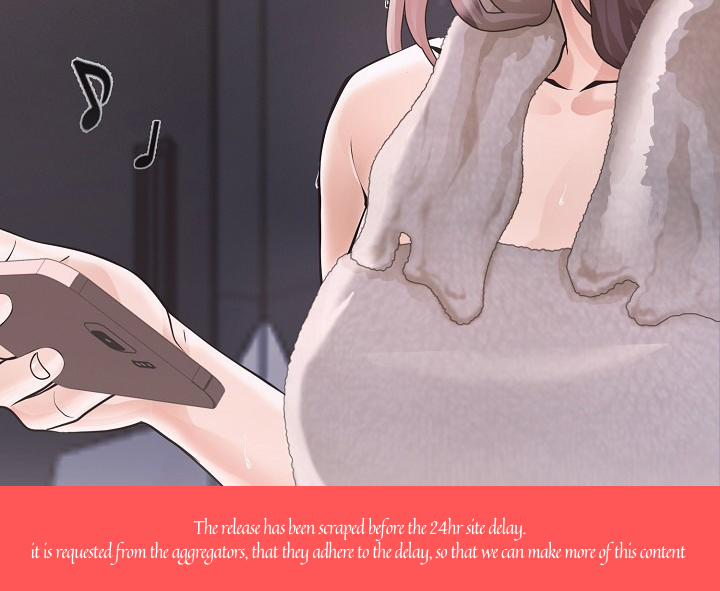 The release has been scraped before the 24hr site delay.
it is requested from the aggregators, that they adhere to the delay, so that we can make more of this content